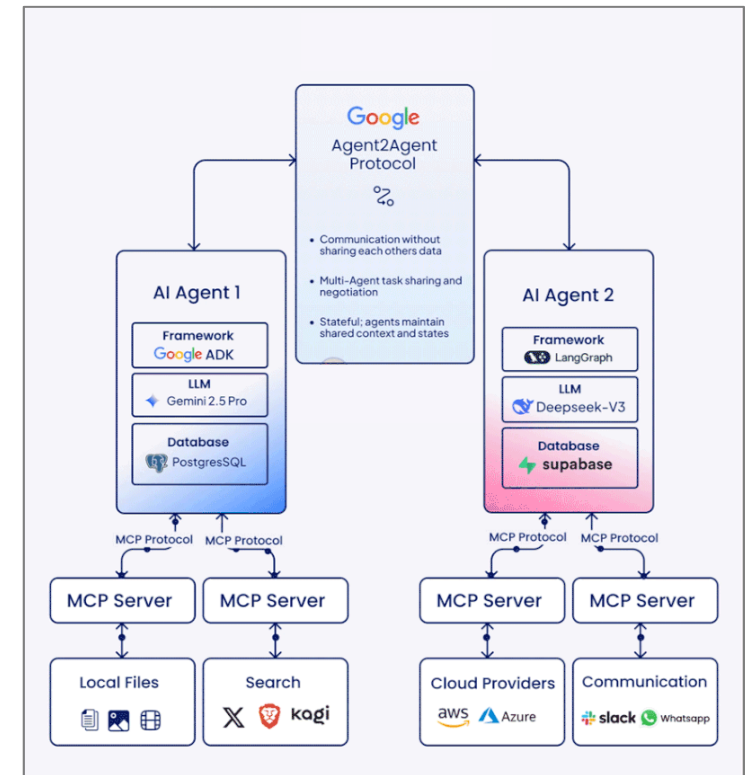 Google
Agent2Agent
Protocol
• Communication without
sharing each others data
• Multi-Agent task sharing and
negotiation
• Stateful; agents maintain
shared context and states
AI Agent 1
Framework
Google ADK
LLM
Gemini 2.5 Pro
Database
PostgresSQL
AI Agent 2
Framework
LangGraph
LLM
Deepseek-V3
Database
supabase
MCP Protocol
MCP Protocol
MCP Protocol
MCP Protocol
MCP Server
MCP Server
MCP Server
MCP Server
Local Files
Search
X
kagi
Cloud Providers
aws
Azure
Communication
slack
Whatsapp